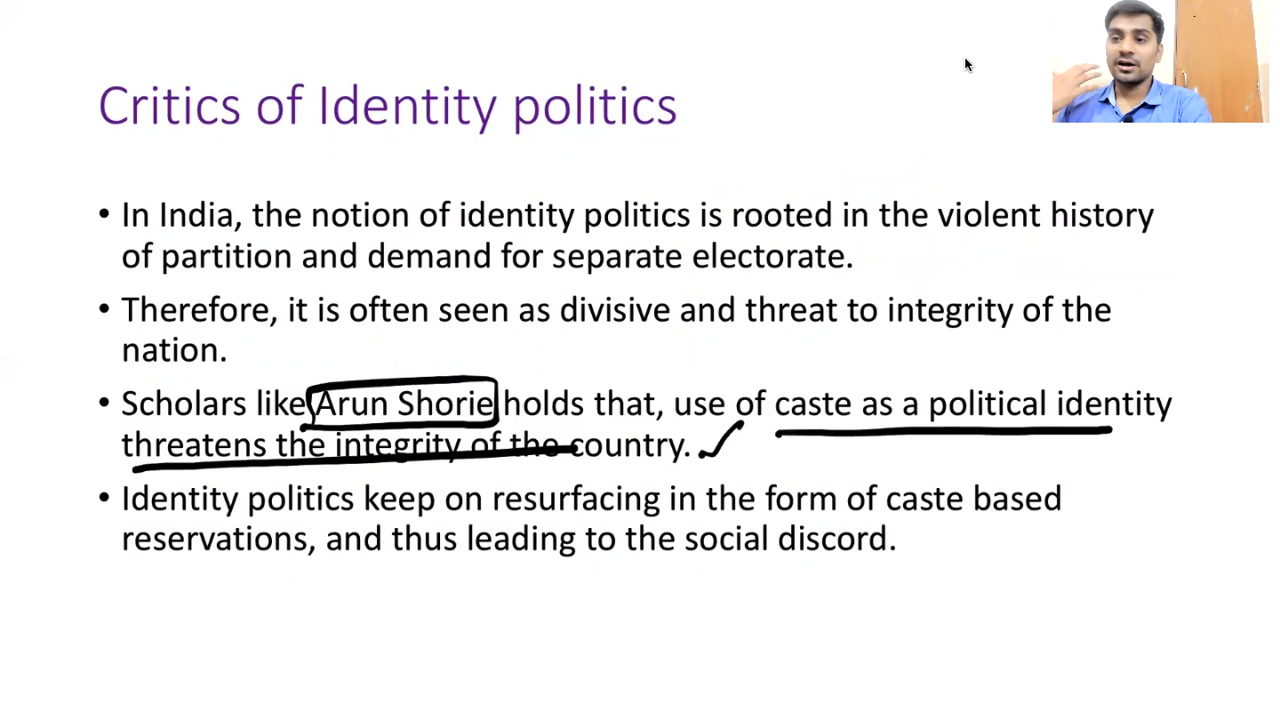 Critics of Identity politics
• In India, the notion of identity politics is rooted in the violent history
of partition and demand for separate electorate.
• Therefore, it is often seen as divisive and threat to integrity of the
nation.
• Scholars like Arun Shorie holds that, use of caste as a political identity
threatens the integrity of the country.
• Identity politics keep on resurfacing in the form of caste based
reservations, and thus leading to the social discord.